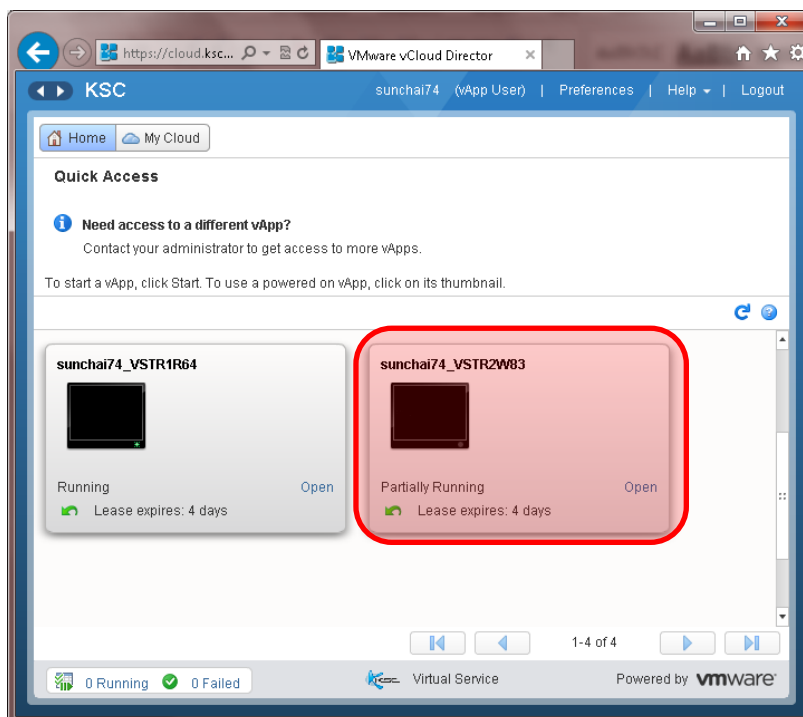 https://cloud.ksc...
VMware vCloud Director
KSC
sunchai74 (vApp User) | Preferences | Help | Logout
Home
My Cloud
Quick Access
Need access to a different vApp?
Contact your administrator to get access to more vApps.
To start a vApp, click Start. To use a powered on vApp, click on its thumbnail.
sunchai74_VSTR1R64
Running
Open
Lease expires: 4 days
sunchai74_VSTR2W83
Partially Running
Open
Lease expires: 4 days
1-4 of 4
0 Running
0 Failed
Virtual Service
Powered by vmware